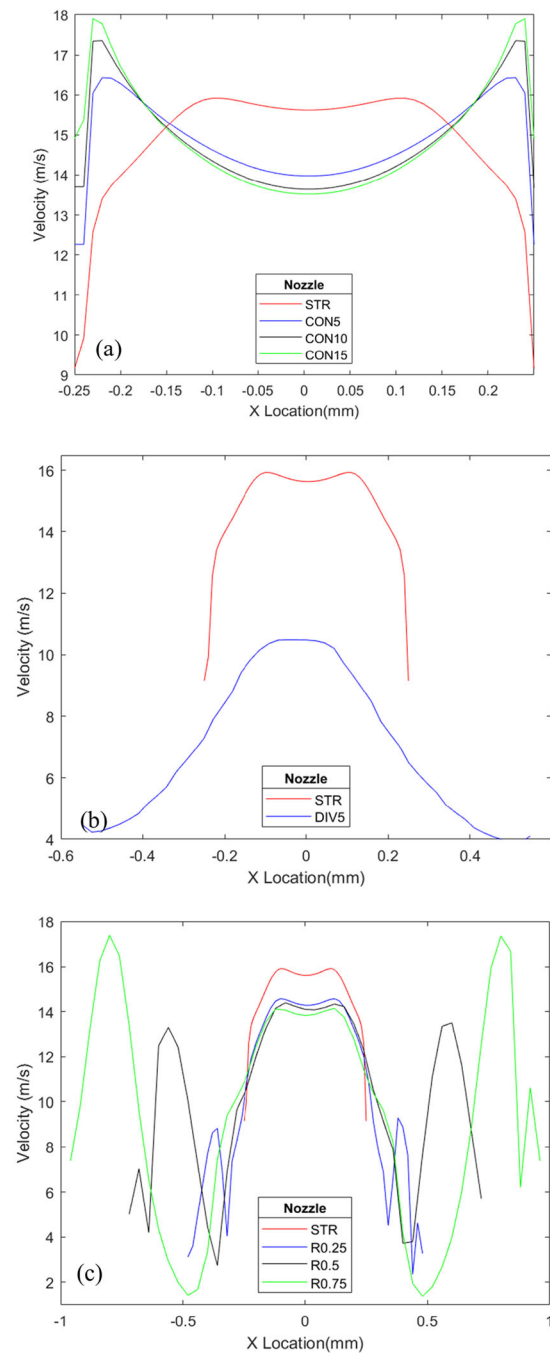 18
17
16
15
14
13
12
11
10
9
Velocity (m/s)
(a)
Nozzle
STR
CON5
CON10
CON15
-0.25 -0.2 -0.15 -0.1 -0.05 0 0.05 0.1 0.15 0.2
X Location(mm)
16
14
12
10
8
6
4
Velocity (m/s)
(b)
Nozzle
STR
DIV5
-0.6 -0.4 -0.2 0 0.2 0.4
X Location(mm)
18
16
14
12
10
8
6
4
2
Velocity (m/s)
(c)
Nozzle
STR
R0.25
R0.5
R0.75
-1 -0.5 0 0.5 1
X Location(mm)